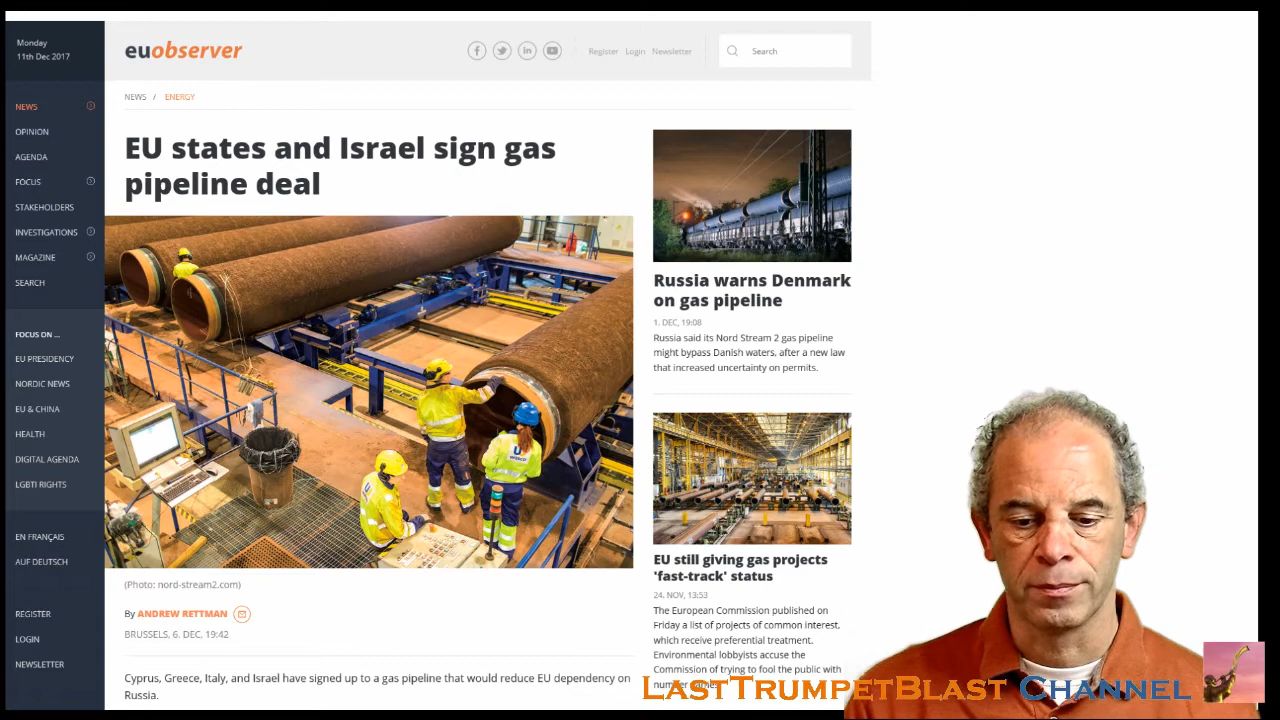 Monday
11th Dec 2017
euobserver
Register Login Newsletter
Search
NEWS
OPINION
AGENDA
FOCUS
STAKEHOLDERS
INVESTIGATIONS
MAGAZINE
SEARCH
FOCUS ON ...
EU PRESIDENCY
NORDIC NEWS
EU & CHINA
HEALTH
DIGITAL AGENDA
LGBTI RIGHTS
EN FRANÇAIS
AUF DEUTSCH
REGISTER
LOGIN
NEWSLETTER
NEWS / ENERGY
EU states and Israel sign gas
pipeline deal
(Photo: nord-stream2.com)
By ANDREW RETTMAN
BRUSSELS, 6. DEC, 19:42
Cyprus, Greece, Italy, and Israel have signed up to a gas pipeline that would reduce EU dependency on
Russia.
Russia warns Denmark
on gas pipeline
1. DEC, 19:08
Russia said its Nord Stream 2 gas pipeline
might bypass Danish waters, after a new law
that increased uncertainty on permits.
EU still giving gas projects
'fast-track' status
24. NOV, 13:53
The European Commission published on
Friday a list of projects of common interest,
which receive preferential treatment.
Environmental lobbyists accuse the
Commission of trying to fool the public with
LASTTRUMPETBLAST CHANNEL